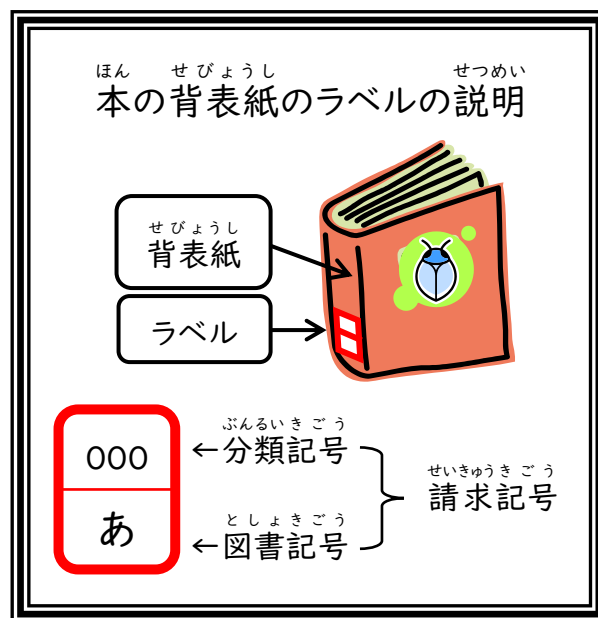 ほん せびょうし せつめい
本の背表紙のラベルの説明
せびょうし
背表紙
ラベル
000
あ
ぶんるいきごう
←分類記号
としょきごう
←図書記号
せいきゅうきごう
請求記号